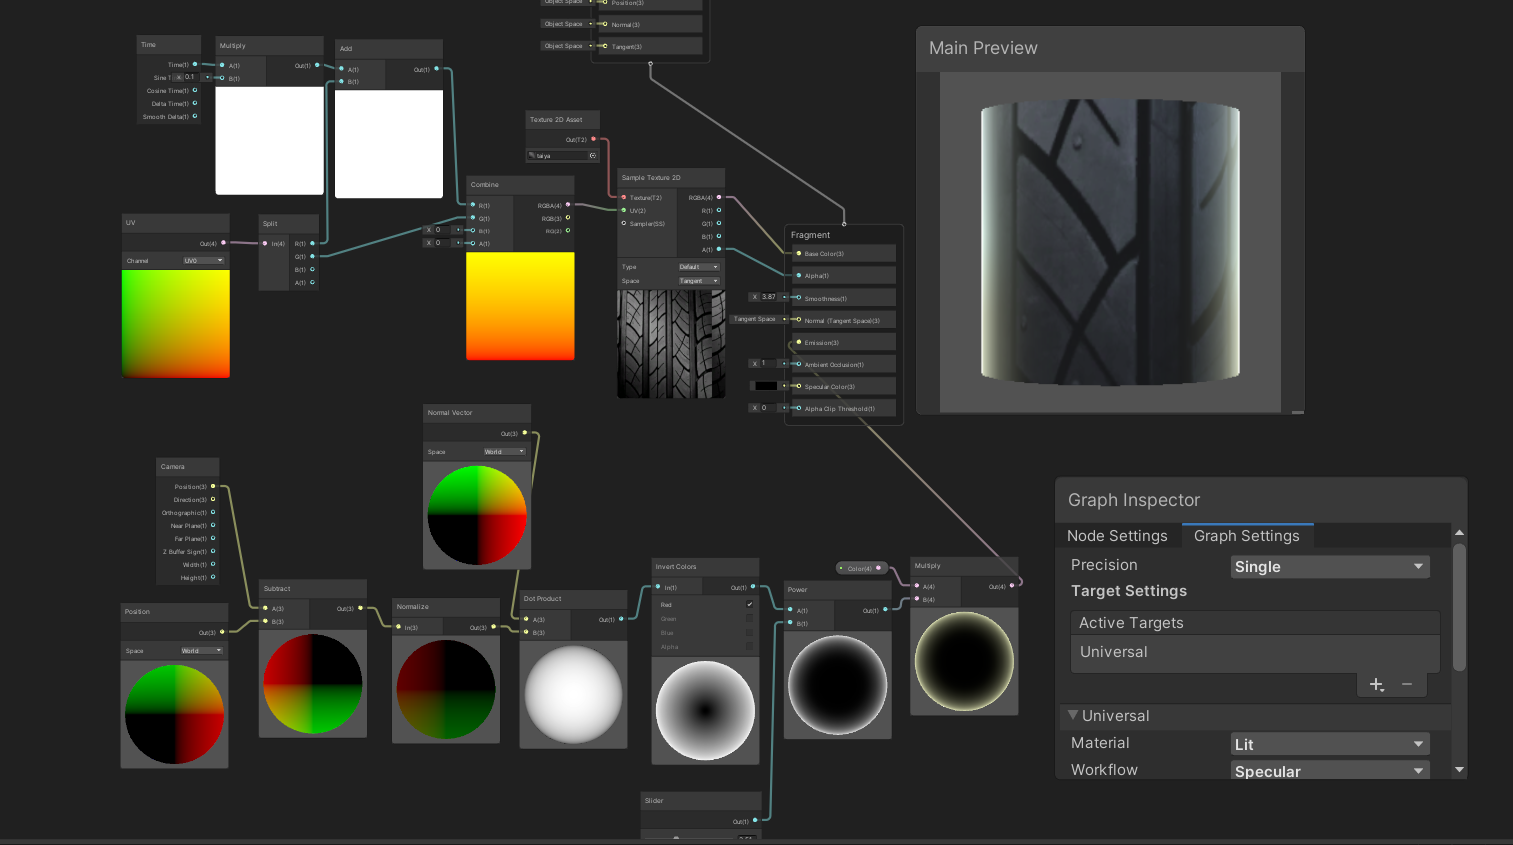 Object Space
Position(3)
Object Space
Normal(3)
Object Space
Tangent(3)
Time
Time(1)
Sine T
X 0.1
Cosine Time(1)
Delta Time(1)
Smooth Delta(1)
Multiply
A(1)
B(1)
Out(1)
Add
A(1)
B(1)
Out(1)
Texture 2D Asset
Out(T2)
taiya
UV
Out(4)
Channel
UV0
Split
In(4)
R(1)
G(1)
B(1)
A(1)
Combine
R(1)
G(1)
B(1)
A(1)
X 0
X 0
RGBA(4)
RGB(3)
RG(2)
Sample Texture 2D
Texture(T2)
UV(2)
Sampler(SS)
RGBA(4)
R(1)
G(1)
B(1)
A(1)
Type
Default
Space
Tangent
Fragment
Base Color(3)
Alpha(1)
X 3.87
Smoothness(1)
Tangent Space
Normal (Tangent Space)(3)
Emission(3)
X 1
Ambient Occlusion(1)
Specular Color(3)
X 0
Alpha Clip Threshold(1)
Main Preview
Normal Vector
Out(3)
Space
World
Camera
Position(3)
Direction(3)
Orthographic(1)
Near Plane(1)
Far Plane(1)
Z Buffer Sign(1)
Width(1)
Height(1)
Position
Out(3)
Space
World
Subtract
A(3)
B(3)
Out(3)
Normalize
In(3)
Out(3)
Dot Product
A(3)
B(3)
Out(1)
Invert Colors
In(1)
Out(1)
Red
Green
Blue
Alpha
Power
A(1)
B(1)
Out(1)
Color(4)
Multiply
A(4)
B(4)
Out(4)
Slider
Out(1)
Graph Inspector
Node Settings
Graph Settings
Precision
Single
Target Settings
Active Targets
Universal
Universal
Material
Lit
Workflow
Specular